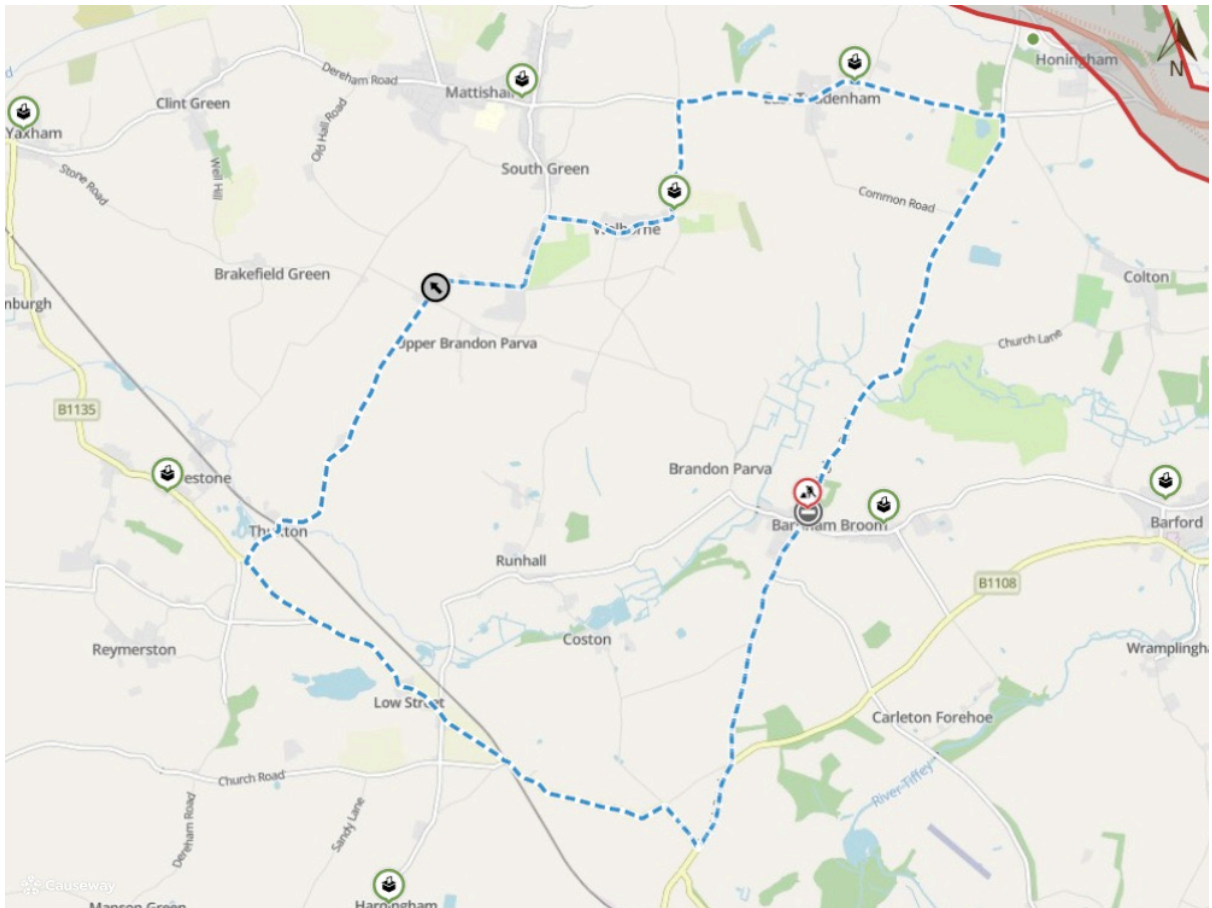 Honingham
N
Dereham Road
Clint Green
Old Hall Road
Yaxham
South Green
Well Hill
Stone Road
Common Road
Brakefield Green
Colton
Church Lane
Upper Brandon Parva
B1135
Brandon Parva
Barford
Runhall
B1108
Coston
Reymerston
Low Street
Carleton Forehoe
Church Road
River Tiffey
Sandy Lane
Dereham Road
Causeway